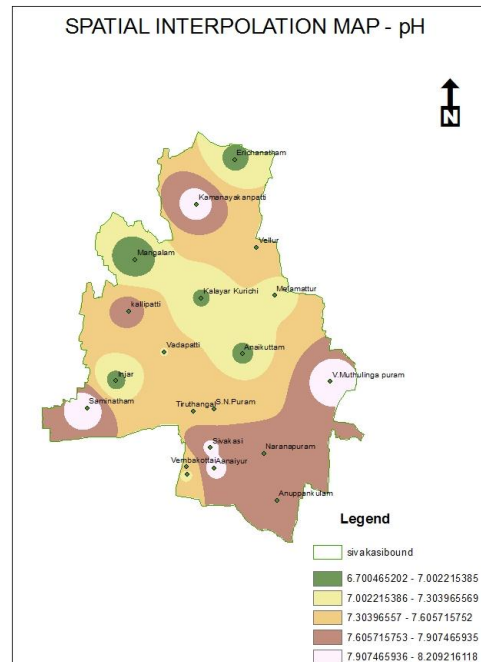 SPATIAL INTERPOLATION MAP - pH
N
Erichanatham
Kamanayakanpatti
Vellur
Mangalam
Kalayar Kurichi
Melamattur
kallipatti
Vadapatti
Anaikuttam
Injar
V.Muthulinga puram
Saminatham
Tiruthangal
S.N.Puram
Sivakasi
Naranapuram
Vembakottai
Aanaiyur
Anuppankulam
Legend
sivakasibound
6.700465202 - 7.002215385
7.002215386 - 7.303965569
7.30396557 - 7.605715752
7.605715753 - 7.907465935
7.907465936 - 8.209216118